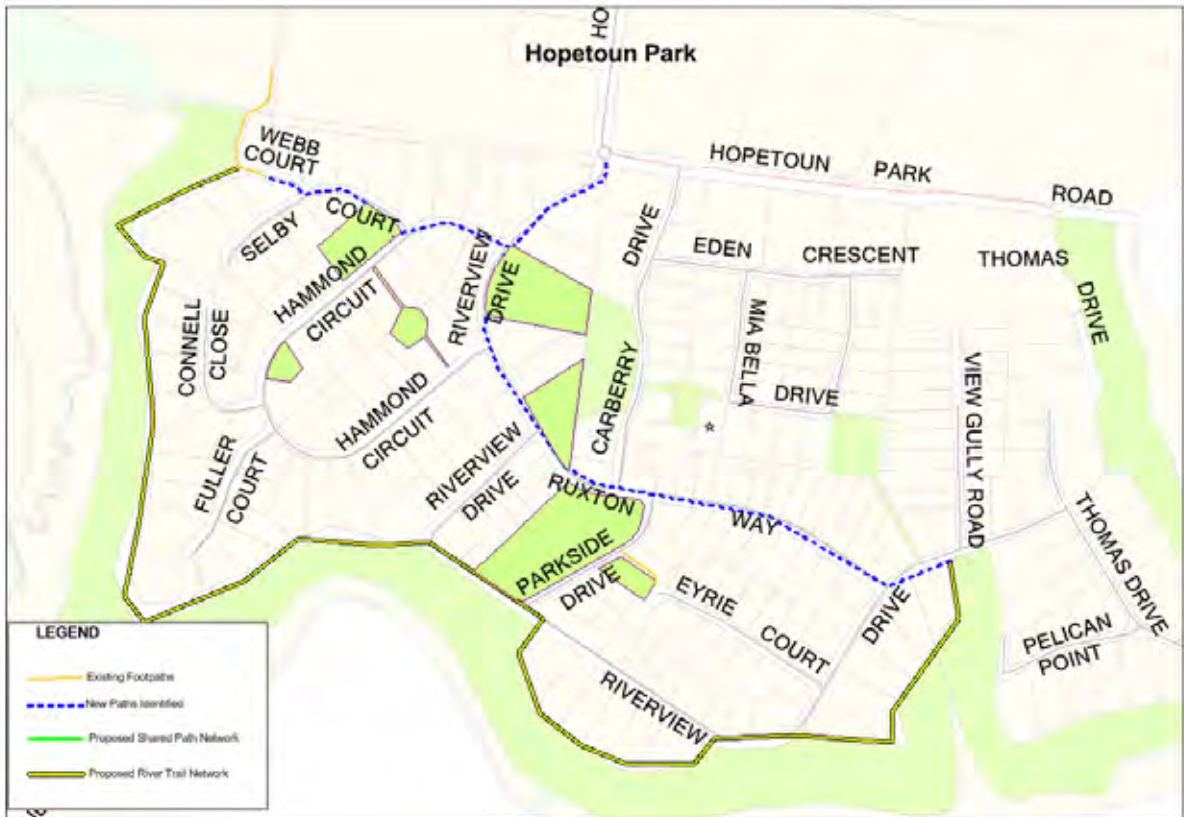 HO
Hopetoun Park
WEBB
COURT
HOPETOUN PARK ROAD
SELBY
COURT
RIVERVIEW
DRIVE
DRIVE
EDEN CRESCENT
THOMAS
DRIVE
HAMMOND
CIRCUIT
CONNELL
CLOSE
MIA BELLA
DRIVE
CARBERRY
VIEW GULLY ROAD
HAMMOND
CIRCUIT
FULLER
COURT
RIVERVIEW
DRIVE
RUXTON
WAY
THOMAS DRIVE
PARKSIDE
DRIVE
EYRIE
COURT
DRIVE
PELICAN
POINT
RIVERVIEW
LEGEND
Existing Footpaths
New Paths Identified
Proposed Shared Path Network
Proposed River Trail Network